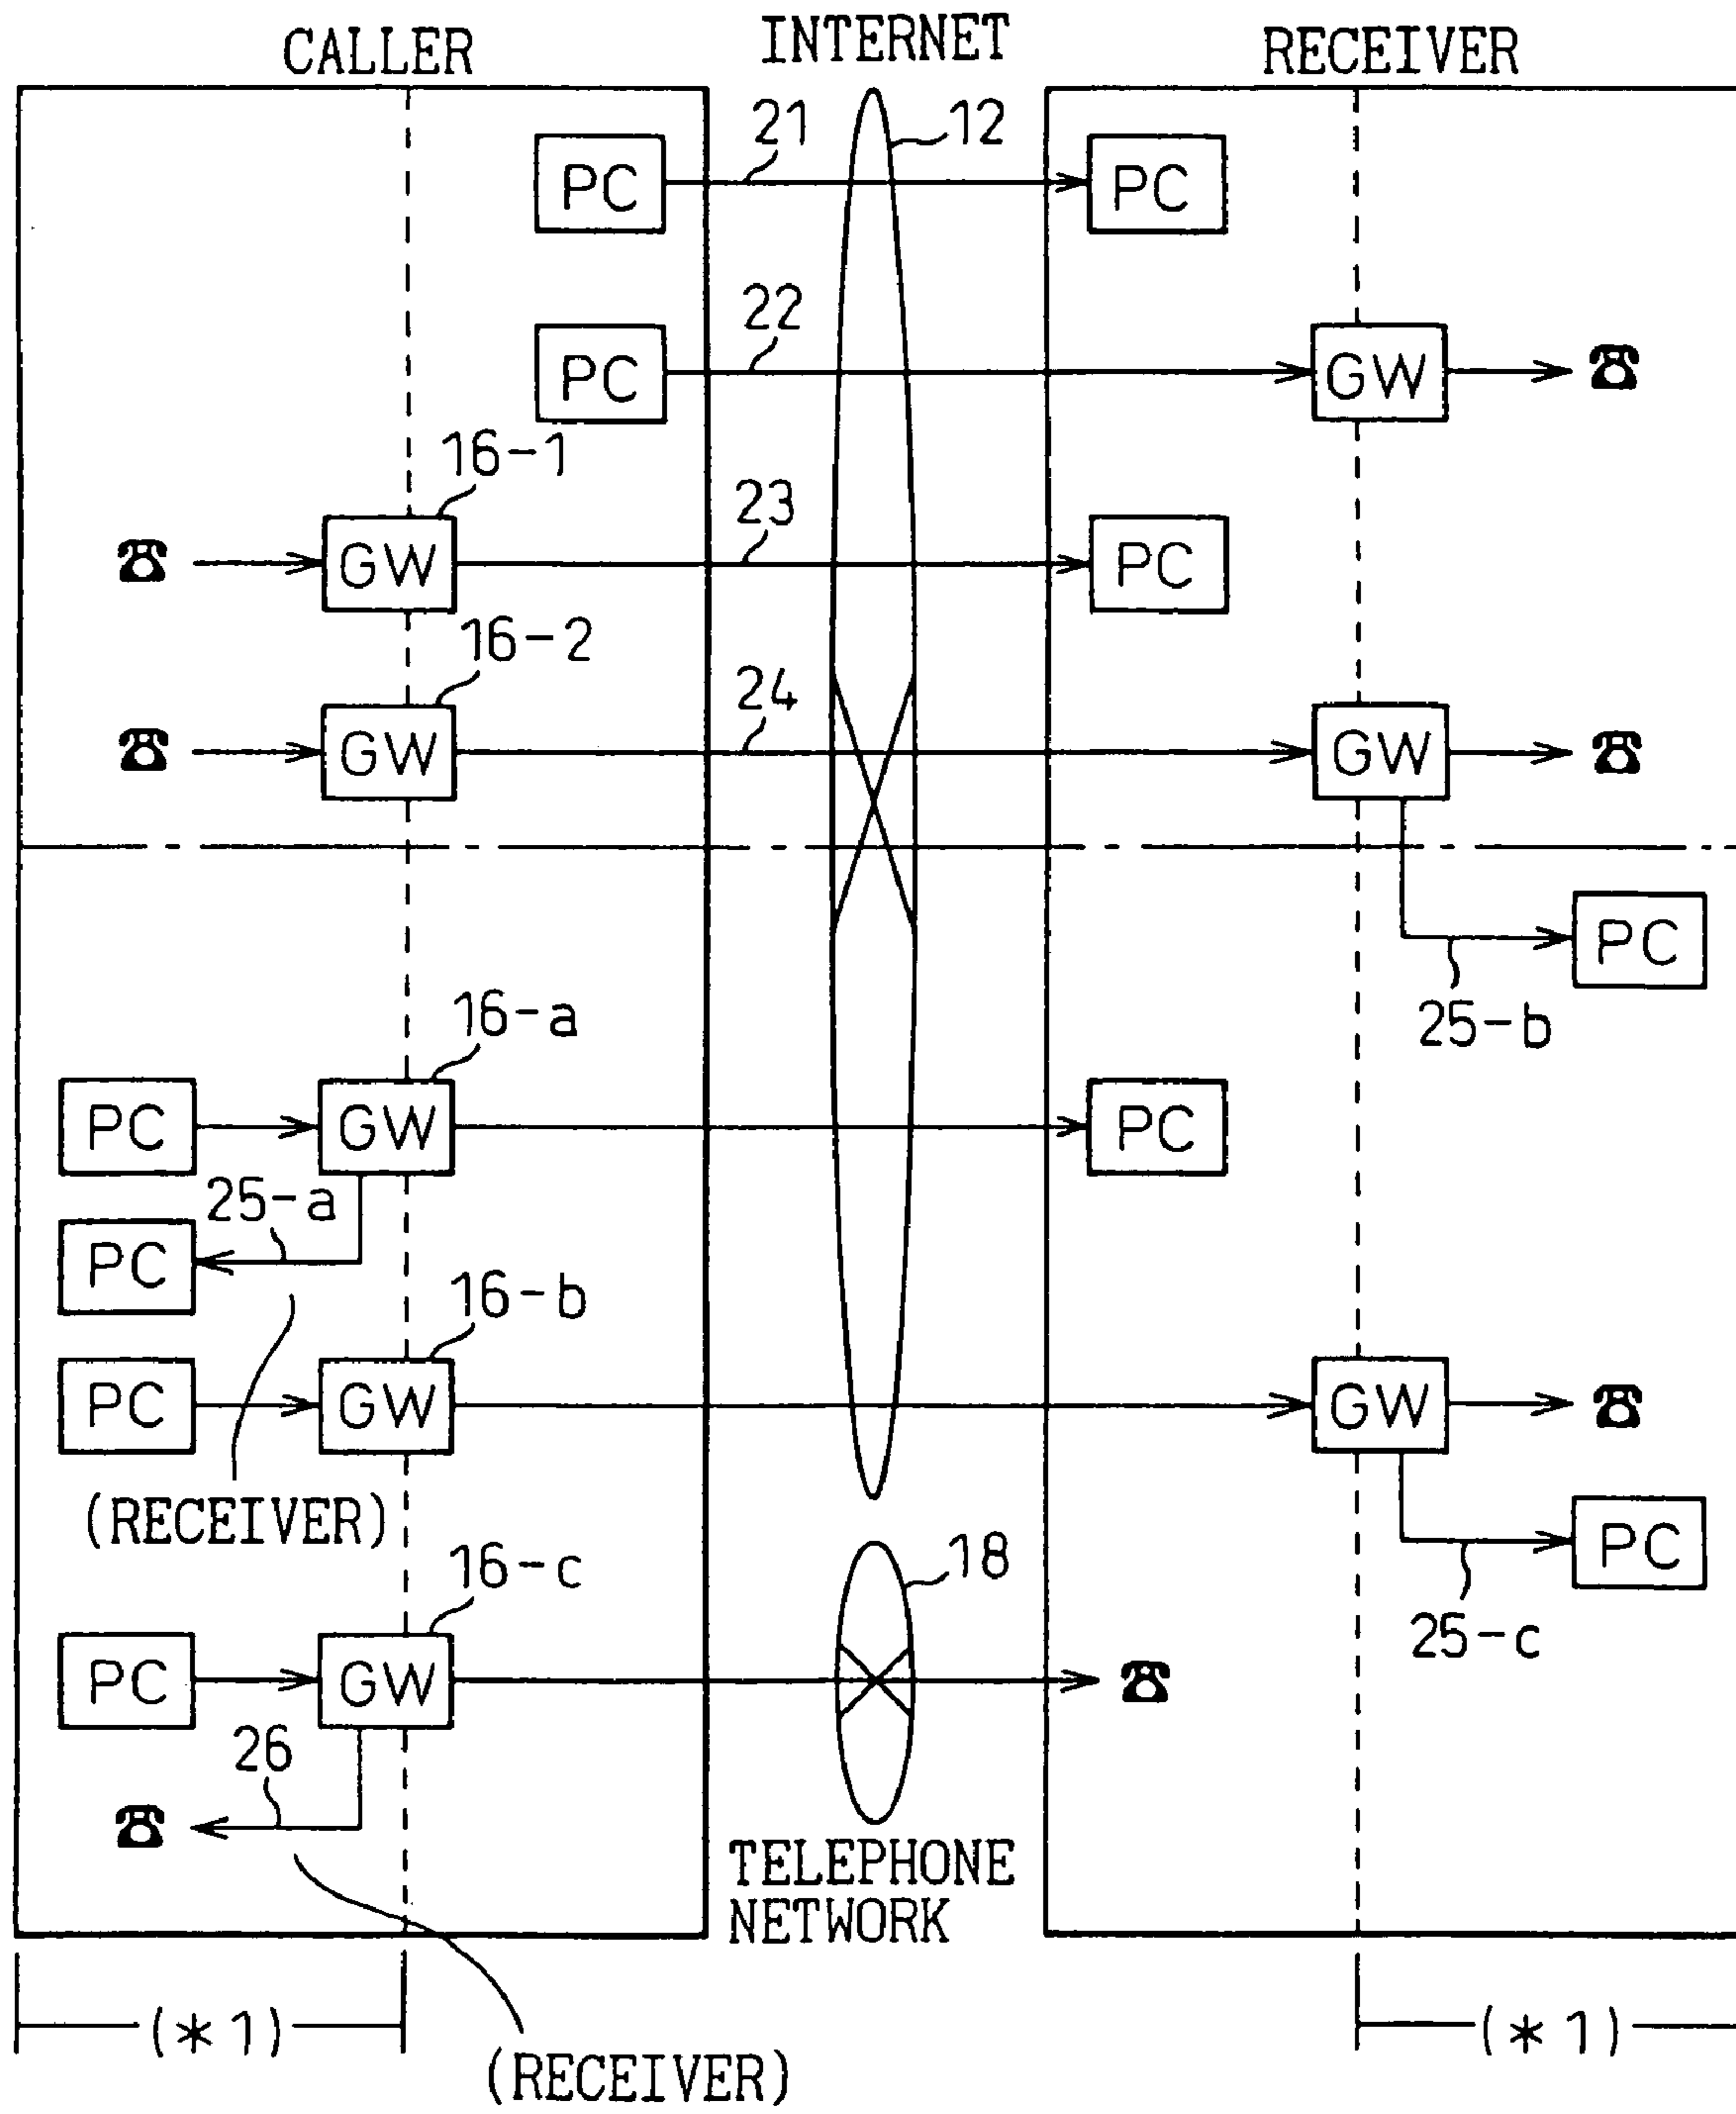 CALLER INTERNET RECEIVER
21 12
PC PC
22
PC GW
16-1
23
GW PC
16-2
24
GW GW
PC
25-b
16-a
PC GW PC
25-a
PC
16-b
PC GW GW
(RECEIVER)
PC
16-c 18
25-c
PC GW
26
TELEPHONE
NETWORK
(*1) (*1)
(RECEIVER)